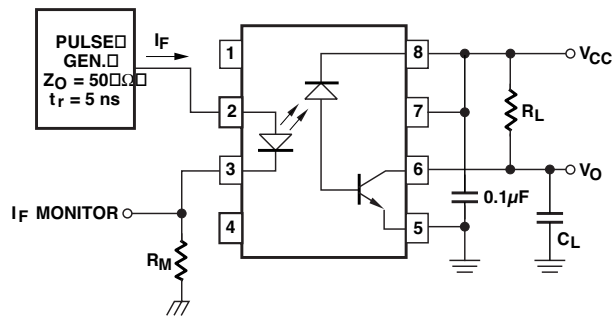 PULSE□
GEN.□
ZO = 50□Ω□
tr = 5 ns
IF
1
2
3
4
8
7
6
5
VCC
RL
VO
0.1µF
CL
IF MONITOR
RM